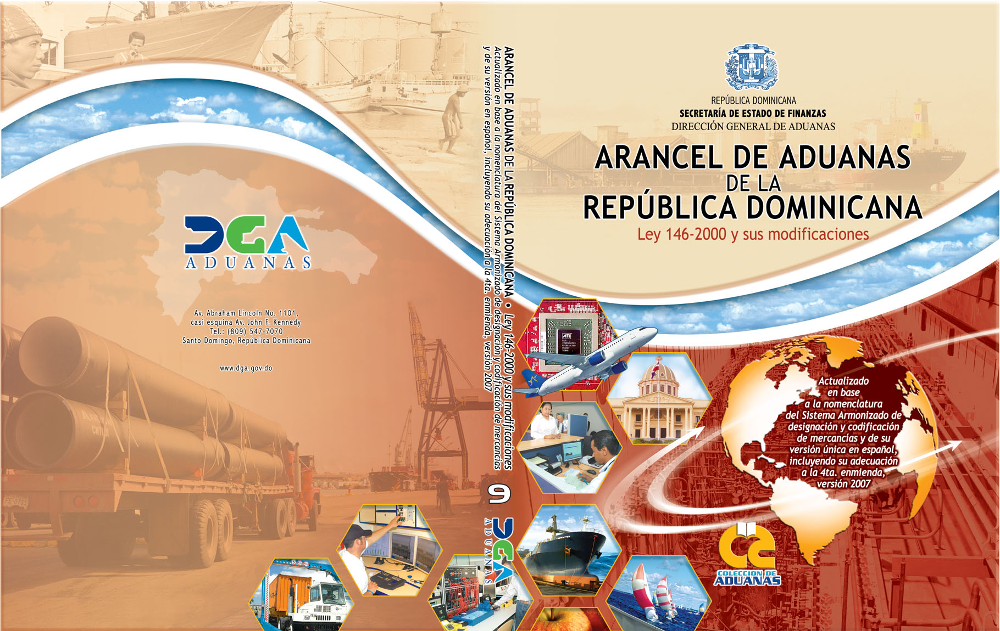 REPÚBLICA DOMINICANA
SECRETARÍA DE ESTADO DE FINANZAS
DIRECCIÓN GENERAL DE ADUANAS
ARANCEL DE ADUANAS
DE LA
REPÚBLICA DOMINICANA
Ley 146-2000 y sus modificaciones
Actualizado
en base
a la nomenclatura
del Sistema Armonizado de
designación y codificación
de mercancías y de su
versión única en español,
incluyendo su adecuación
a la 4ta. enmienda,
versión 2007
COLECCION DE
ADUANAS
ARANCEL DE ADUANAS DE LA REPÚBLICA DOMINICANA • Ley 146-2000 y sus modificaciones
Actualizado en base a la nomenclatura del Sistema Armonizado de designación y codificación de mercancías
y de su versión en español, incluyendo su adecuación a la 4ta. enmienda, versión 2007
9
DGA
ADUANAS
DGA
ADUANAS
Av. Abraham Lincoln No. 1101,
casi esquina Av. John F. Kennedy
Tel.: (809) 547-7070
Santo Domingo, República Dominicana
www.dga.gov.do
ATI